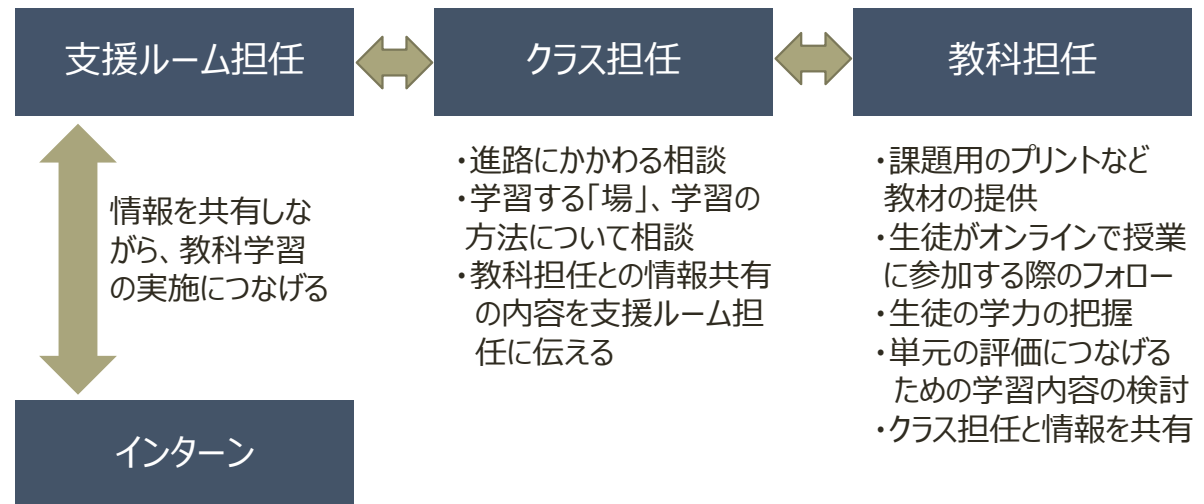 支援ルーム担任
クラス担任
教科担任
情報を共有しな
がら、教科学習
の実施につなげる
インターン
・進路にかかわる相談
・学習する「場」、学習の
方法について相談
・教科担任との情報共有
の内容を支援ルーム担
任に伝える
・課題用のプリントなど
教材の提供
・生徒がオンラインで授業
に参加する際のフォロー
・生徒の学力の把握
・単元の評価につなげる
ための学習内容の検討
・クラス担任と情報を共有